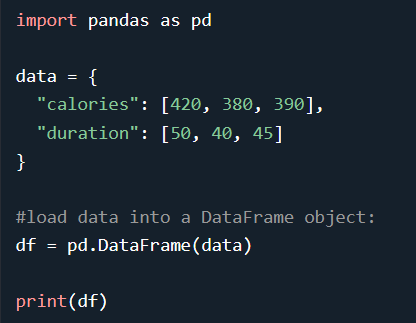 import pandas as pd
data = {
  "calories": [420, 380, 390],
  "duration": [50, 40, 45]
}
#load data into a DataFrame object:
df = pd.DataFrame(data)
print(df)